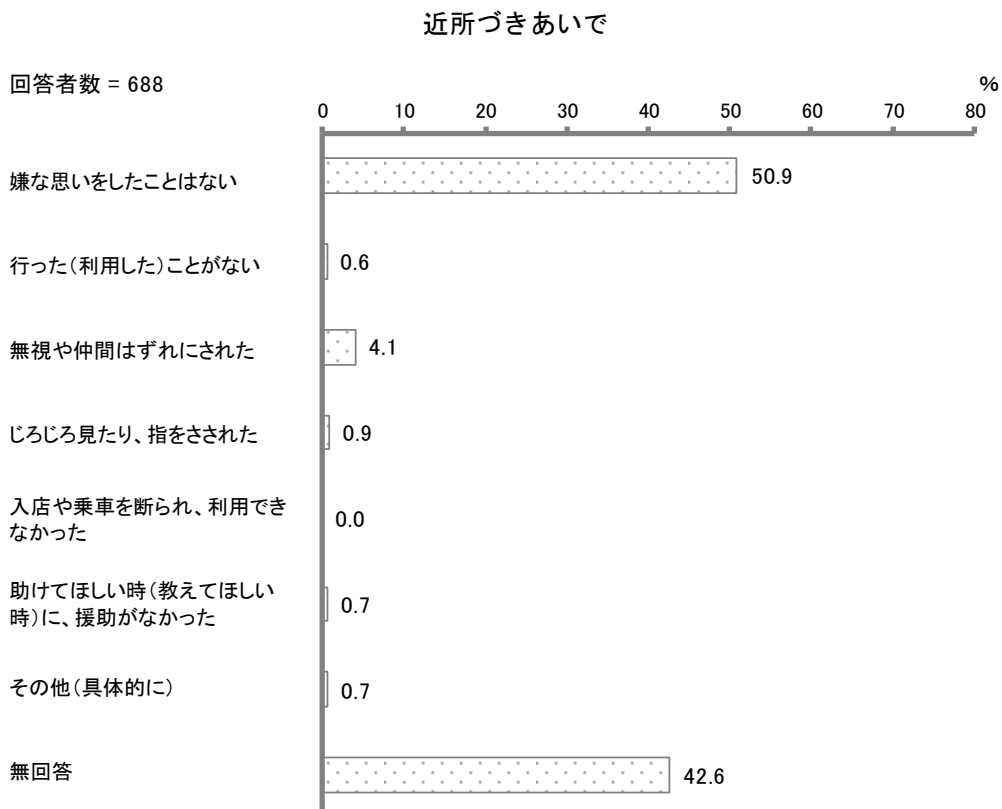 近所づきあいで
回答者数 = 688
%
0 10 20 30 40 50 60 70 80
嫌な思いをしたことはない 50.9
行った（利用した）ことがない 0.6
無視や仲間はずれにされた 4.1
じろじろ見たり、指をさされた 0.9
入店や乗車を断られ、利用でき
なかった 0.0
助けてほしい時（教えてほしい
時）に、援助がなかった 0.7
その他（具体的に） 0.7
無回答 42.6